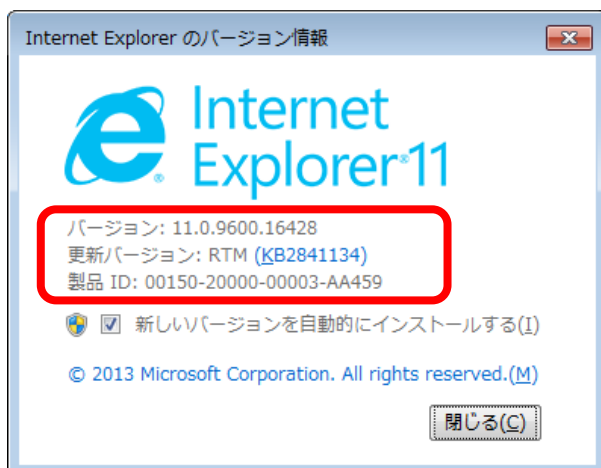 Internet Explorer のバージョン情報
Internet
Explorer®11
バージョン: 11.0.9600.16428
更新バージョン: RTM (KB2841134)
製品 ID: 00150-20000-00003-AA459
新しいバージョンを自動的にインストールする(I)
© 2013 Microsoft Corporation. All rights reserved.(M)
閉じる(C)